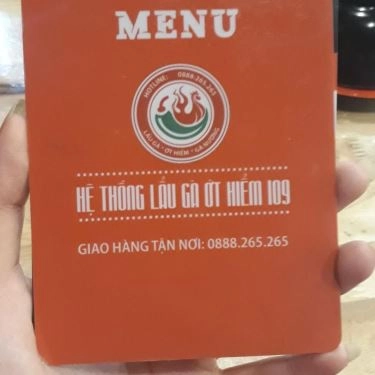 MENU
HOTLINE: 0888.265.265
LẨU GÀ * ỚT HIỂM * GÀ NƯỚNG
HỆ THỐNG LẨU GÀ ỚT HIỂM 109
GIAO HÀNG TẬN NƠI: 0888.265.265